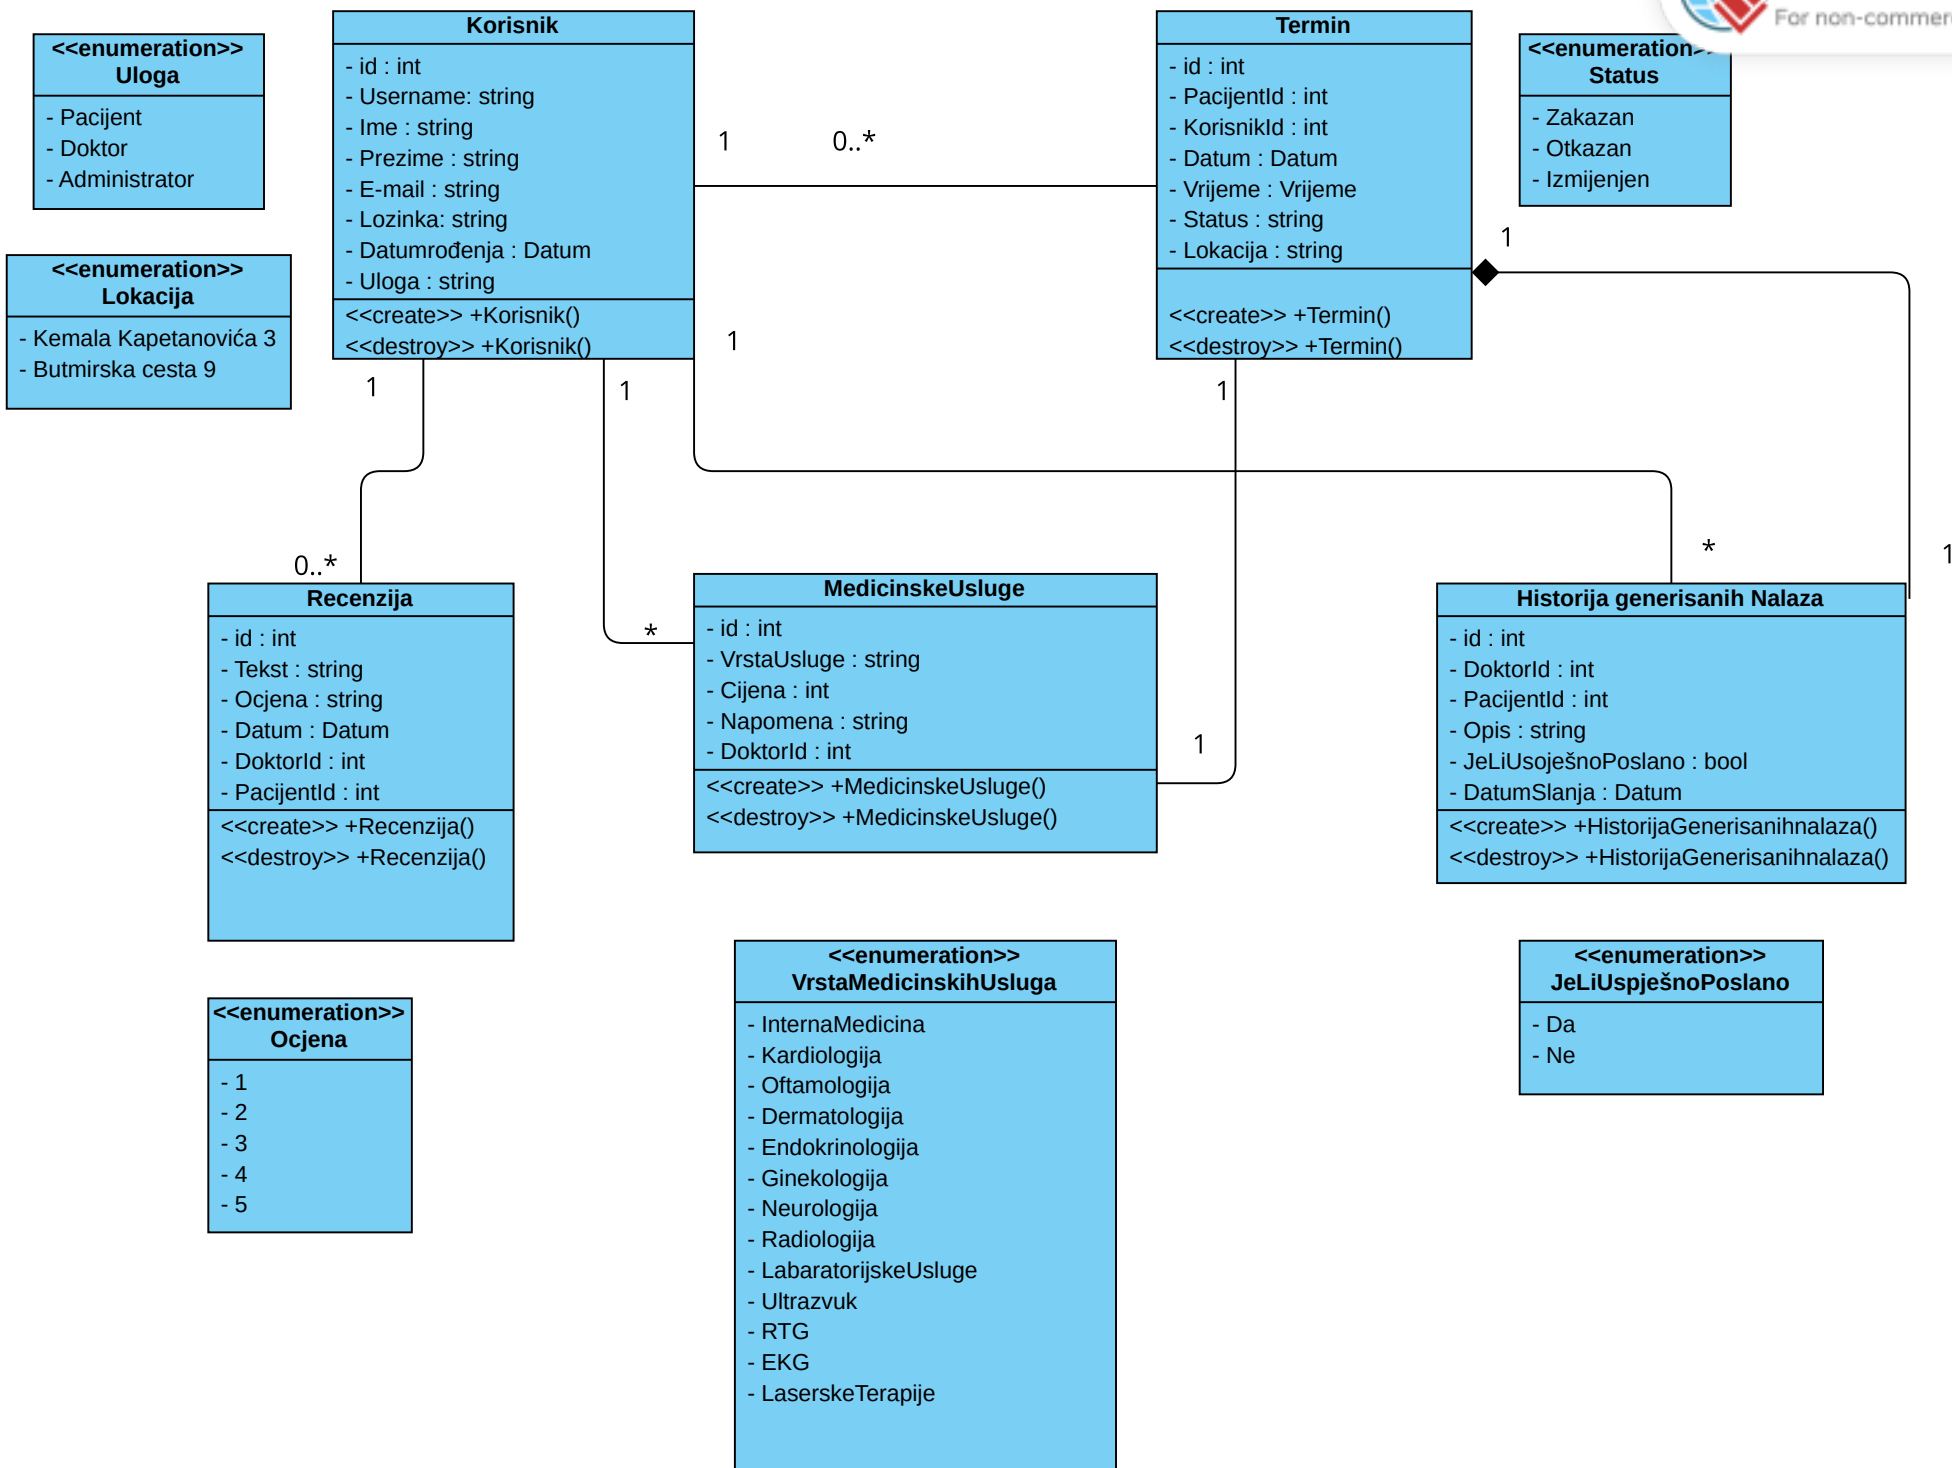 For non-commer
<<enumeration>>
Uloga
- Pacijent
- Doktor
- Administrator
<<enumeration>>
Lokacija
- Kemala Kapetanovića 3
- Butmirska cesta 9
Korisnik
- id : int
- Username: string
- Ime : string
- Prezime : string
- E-mail : string
- Lozinka: string
- Datumrođenja : Datum
- Uloga : string
<<create>> +Korisnik()
<<destroy>> +Korisnik()
1
0..*
Termin
- id : int
- PacijentId : int
- KorisnikId : int
- Datum : Datum
- Vrijeme : Vrijeme
- Status : string
- Lokacija : string
<<create>> +Termin()
<<destroy>> +Termin()
<<enumeration>>
Status
- Zakazan
- Otkazan
- Izmijenjen
1
1
1
1
1
0..*
*
*
1
1
Recenzija
- id : int
- Tekst : string
- Ocjena : string
- Datum : Datum
- DoktorId : int
- PacijentId : int
<<create>> +Recenzija()
<<destroy>> +Recenzija()
MedicinskeUsluge
- id : int
- VrstaUsluge : string
- Cijena : int
- Napomena : string
- DoktorId : int
<<create>> +MedicinskeUsluge()
<<destroy>> +MedicinskeUsluge()
Historija generisanih Nalaza
- id : int
- DoktorId : int
- PacijentId : int
- Opis : string
- JeLiUsoješnoPoslano : bool
- DatumSlanja : Datum
<<create>> +HistorijaGenerisanihnalaza()
<<destroy>> +HistorijaGenerisanihnalaza()
<<enumeration>>
Ocjena
- 1
- 2
- 3
- 4
- 5
<<enumeration>>
VrstaMedicinskihUsluga
- InternaMedicina
- Kardiologija
- Oftamologija
- Dermatologija
- Endokrinologija
- Ginekologija
- Neurologija
- Radiologija
- LabaratorijskeUsluge
- Ultrazvuk
- RTG
- EKG
- LaserskeTerapije
<<enumeration>>
JeLiUspješnoPoslano
- Da
- Ne